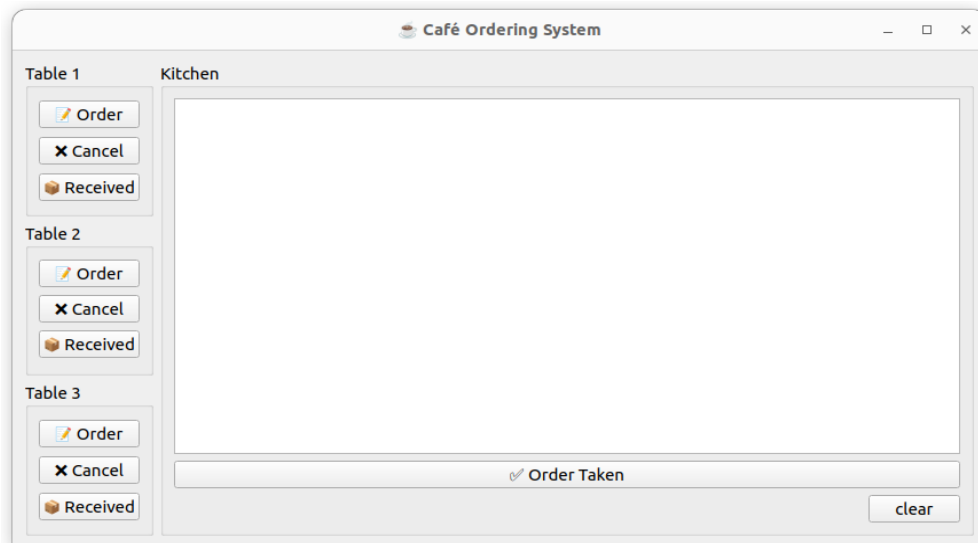 ☕ Café Ordering System
Table 1
📝 Order
❌ Cancel
📦 Received
Table 2
📝 Order
❌ Cancel
📦 Received
Table 3
📝 Order
❌ Cancel
📦 Received
Kitchen
✅ Order Taken
clear